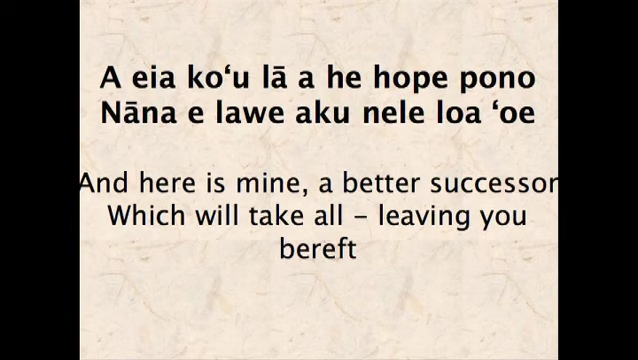 A eia koʻu lā a he hope pono
Nāna e lawe aku nele loa ʻoe
And here is mine, a better successor
Which will take all – leaving you
bereft